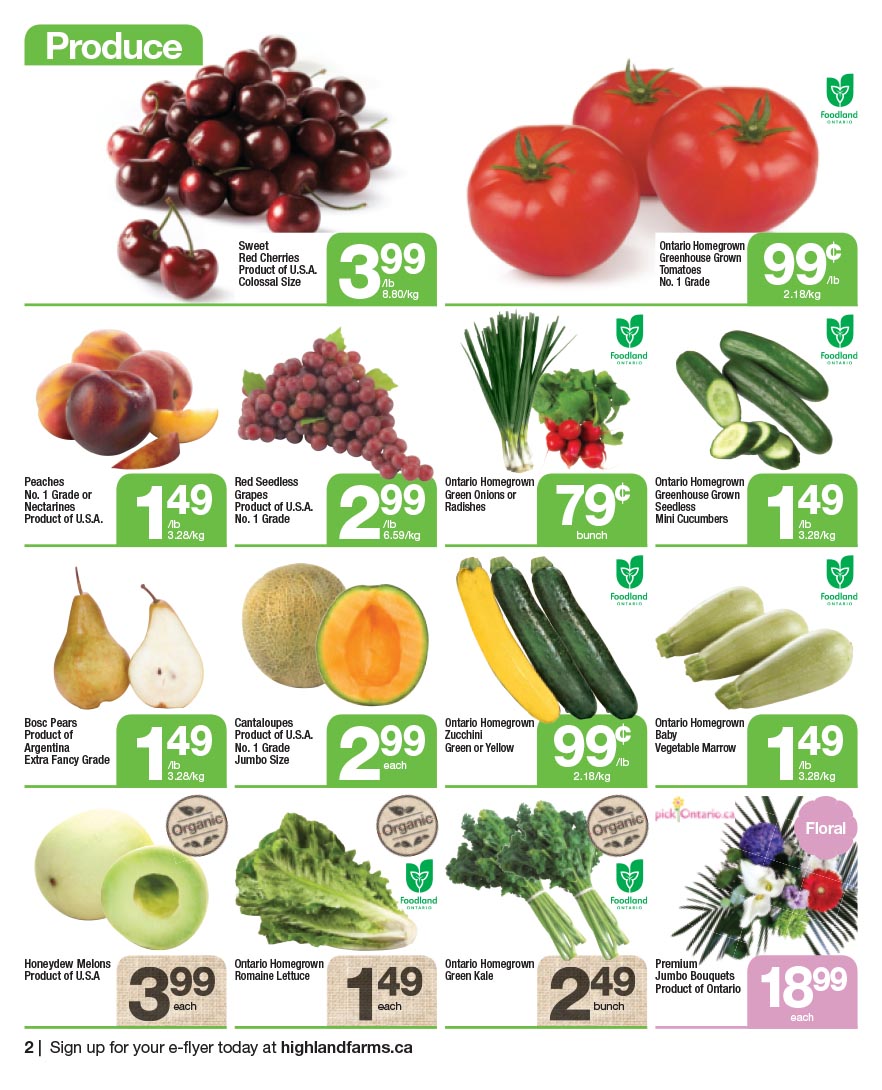 Produce
Foodland
ONTARIO
Sweet
Red Cherries
Product of U.S.A.
Colossal Size
3.99
/lb
8.80/kg
Ontario Homegrown
Greenhouse Grown
Tomatoes
No. 1 Grade
99¢
/lb
2.18/kg
Peaches
No. 1 Grade or
Nectarines
Product of U.S.A.
1.49
/lb
3.28/kg
Red Seedless
Grapes
Product of U.S.A.
No. 1 Grade
2.99
/lb
6.59/kg
Foodland
ONTARIO
Ontario Homegrown
Green Onions or
Radishes
79¢
bunch
Foodland
ONTARIO
Ontario Homegrown
Greenhouse Grown
Seedless
Mini Cucumbers
1.49
/lb
3.28/kg
Bosc Pears
Product of
Argentina
Extra Fancy Grade
1.49
/lb
3.28/kg
Cantaloupes
Product of U.S.A.
No. 1 Grade
Jumbo Size
2.99
each
Foodland
ONTARIO
Ontario Homegrown
Zucchini
Green or Yellow
99¢
/lb
2.18/kg
Foodland
ONTARIO
Ontario Homegrown
Baby
Vegetable Marrow
1.49
/lb
3.28/kg
Organic
Honeydew Melons
Product of U.S.A
3.99
each
Organic
Foodland
ONTARIO
Ontario Homegrown
Romaine Lettuce
1.49
each
Organic
Foodland
ONTARIO
Ontario Homegrown
Green Kale
2.49
bunch
pickOntario.ca
Floral
Premium
Jumbo Bouquets
Product of Ontario
18.99
each
2 | Sign up for your e-flyer today at highlandfarms.ca